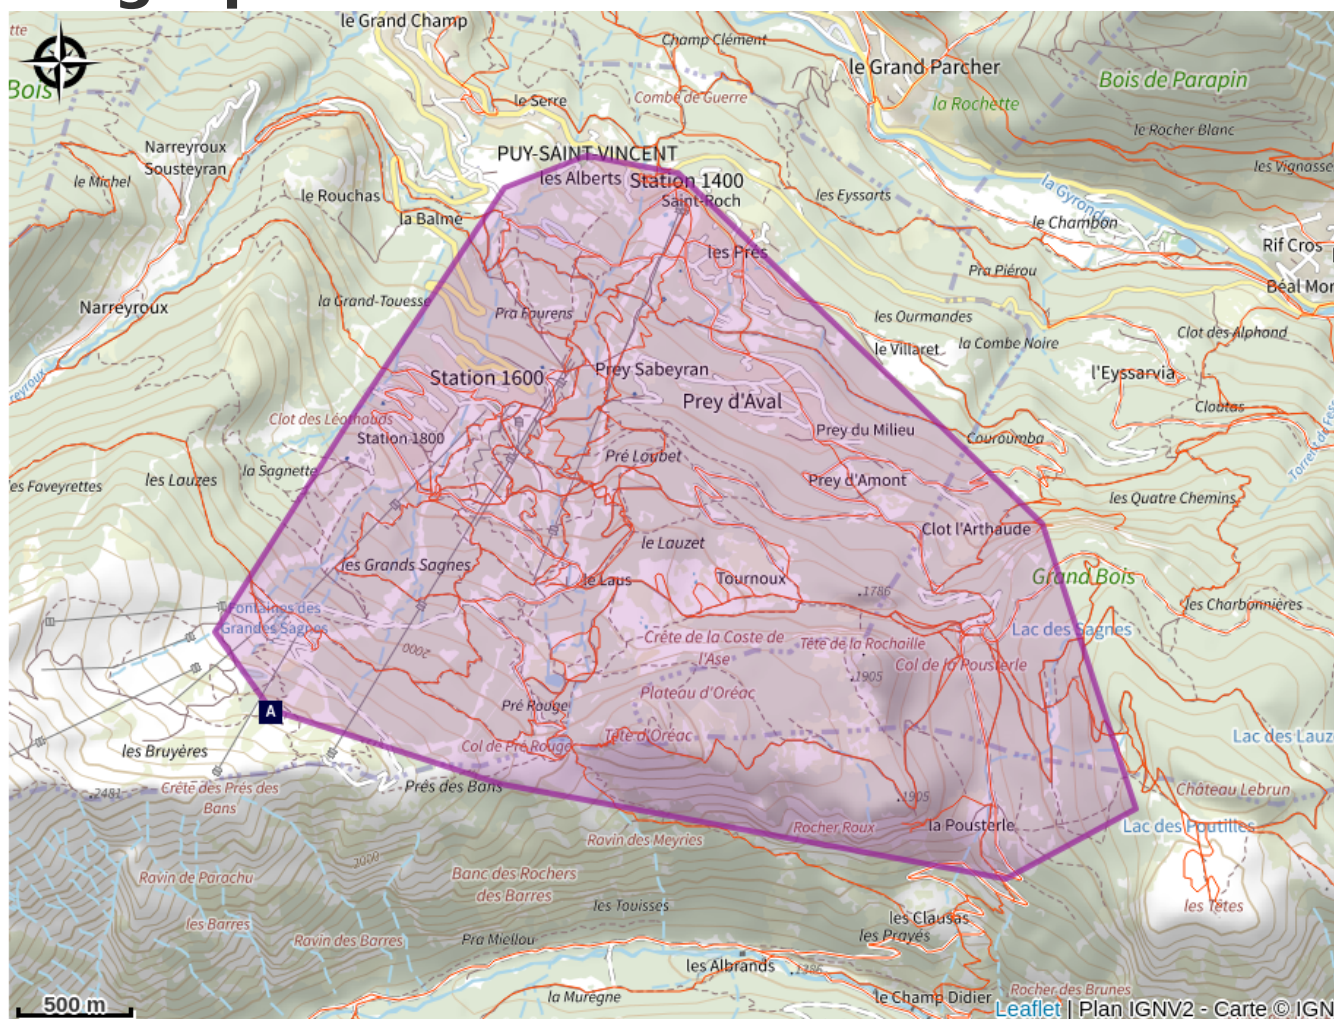 le Grand Champ
Champ Clément
le Grand Parcher
Bois de Parapin
Bois
la Rochette
Combe de Guerre
le Serre
le Rocher Blanc
Narreyroux
Sousteyran
PUY-SAINT-VINCENT
les Vignasse
le Michel
les Alberts
Station 1400
le Rouchas
Saint-Roch
les Eyssarts
la Gyronde
la Balme
le Chambon
Rif Cros
les Prés
Pra Piérou
Béal Mor
la Grand-Touesse
Narreyroux
Pra Fourens
les Ourmandes
Clot des Alphand
la Combe Noire
le Villaret
reyroux
Prey Sabeyran
l'Eyssarvia
Station 1600
Prey d'Aval
Cloutas
Clot des Léothauds
Prey du Milieu
Couroumba
Station 1800
Pré Loubet
la Sagnette
les Lauzes
Prey d'Amont
es Faveyrettes
les Quatre Chemins
Clot l'Arthaude
le Lauzet
les Grands Sagnes
le Laus
Tournoux
Grand Bois
1786
Fontaines des
Grandes Sagnes
les Charbonnières
Lac des Sagnes
Crête de la Coste de
l'Ase
Tête de la Rochaille
2000
Col de la Pousterle
1905
Plateau d'Oréac
A
Pré Rouge
Tête d'Oréac
Lac des Lauz
Col de Pré Rouge
les Bruyères
Prés des Bans
Crête des Prés des
Bans
2481
Château Lebrun
1905
la Pousterle
Lac des Poutilles
Rocher Roux
Ravin des Meyries
2000
Ravin de Parachu
Banc des Rochers
des Barres
les Touisses
les Têtes
les Barres
les Clausas
les Prayes
Ravin des Barres
Pra Miellou
les Albrands
1386
Rocher des Brunes
la Muregne
le Champ Didier
500 m
Leaflet | Plan IGNV2 - Carte © IGN